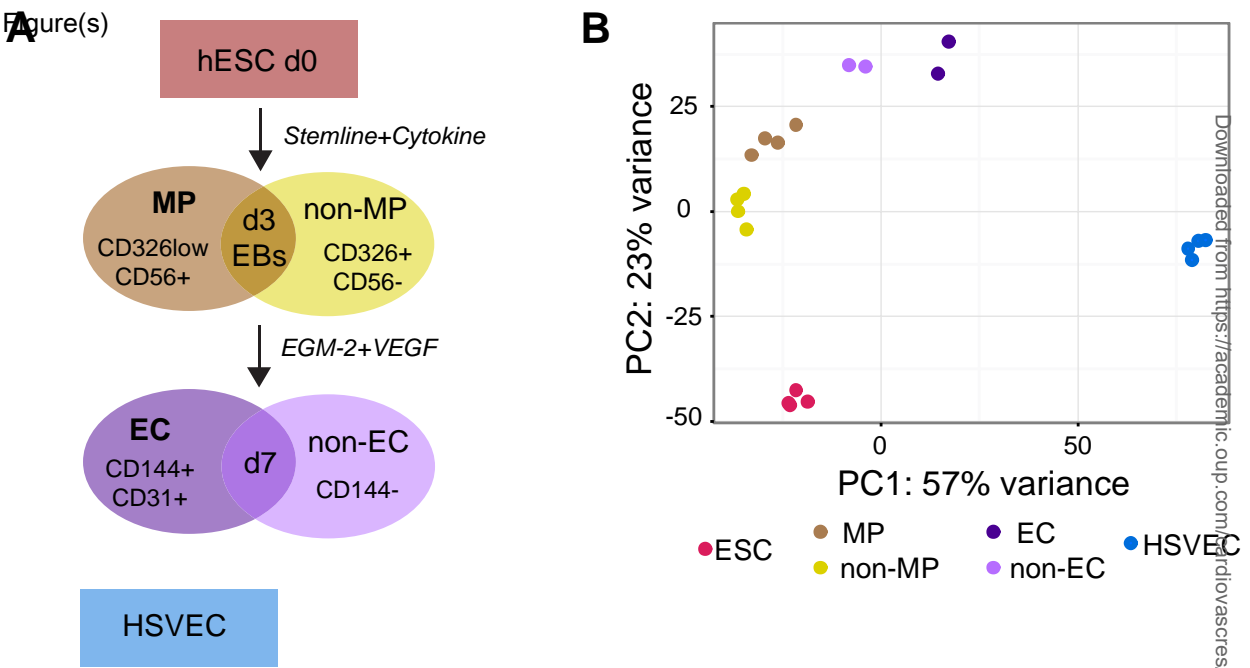 Figure(s)
A
hESC d0
Stemline+Cytokine
MP
CD326low
CD56+
d3
EBs
non-MP
CD326+
CD56-
EGM-2+VEGF
EC
CD144+
CD31+
d7
non-EC
CD144-
HSVEC
B
PC2: 23% variance
25
0
-25
-50
0
50
PC1: 57% variance
ESC
MP
non-MP
EC
non-EC
HSVEC
Downloaded from https://academic.oup.com/cardiovascres